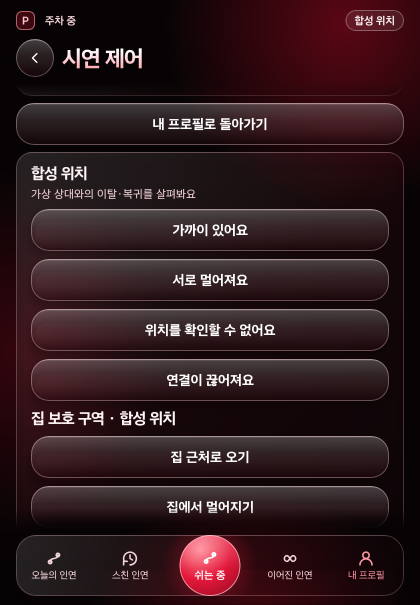 P 주차 중 합성 위치
시연 제어
내 프로필로 돌아가기
합성 위치
가상 상대와의 이탈·복귀를 살펴봐요
가까이 있어요
서로 멀어져요
위치를 확인할 수 없어요
연결이 끊어져요
집 보호 구역 · 합성 위치
집 근처로 오기
집에서 멀어지기
오늘의 인연 스친 인연 쉬는 중 이어진 인연 내 프로필